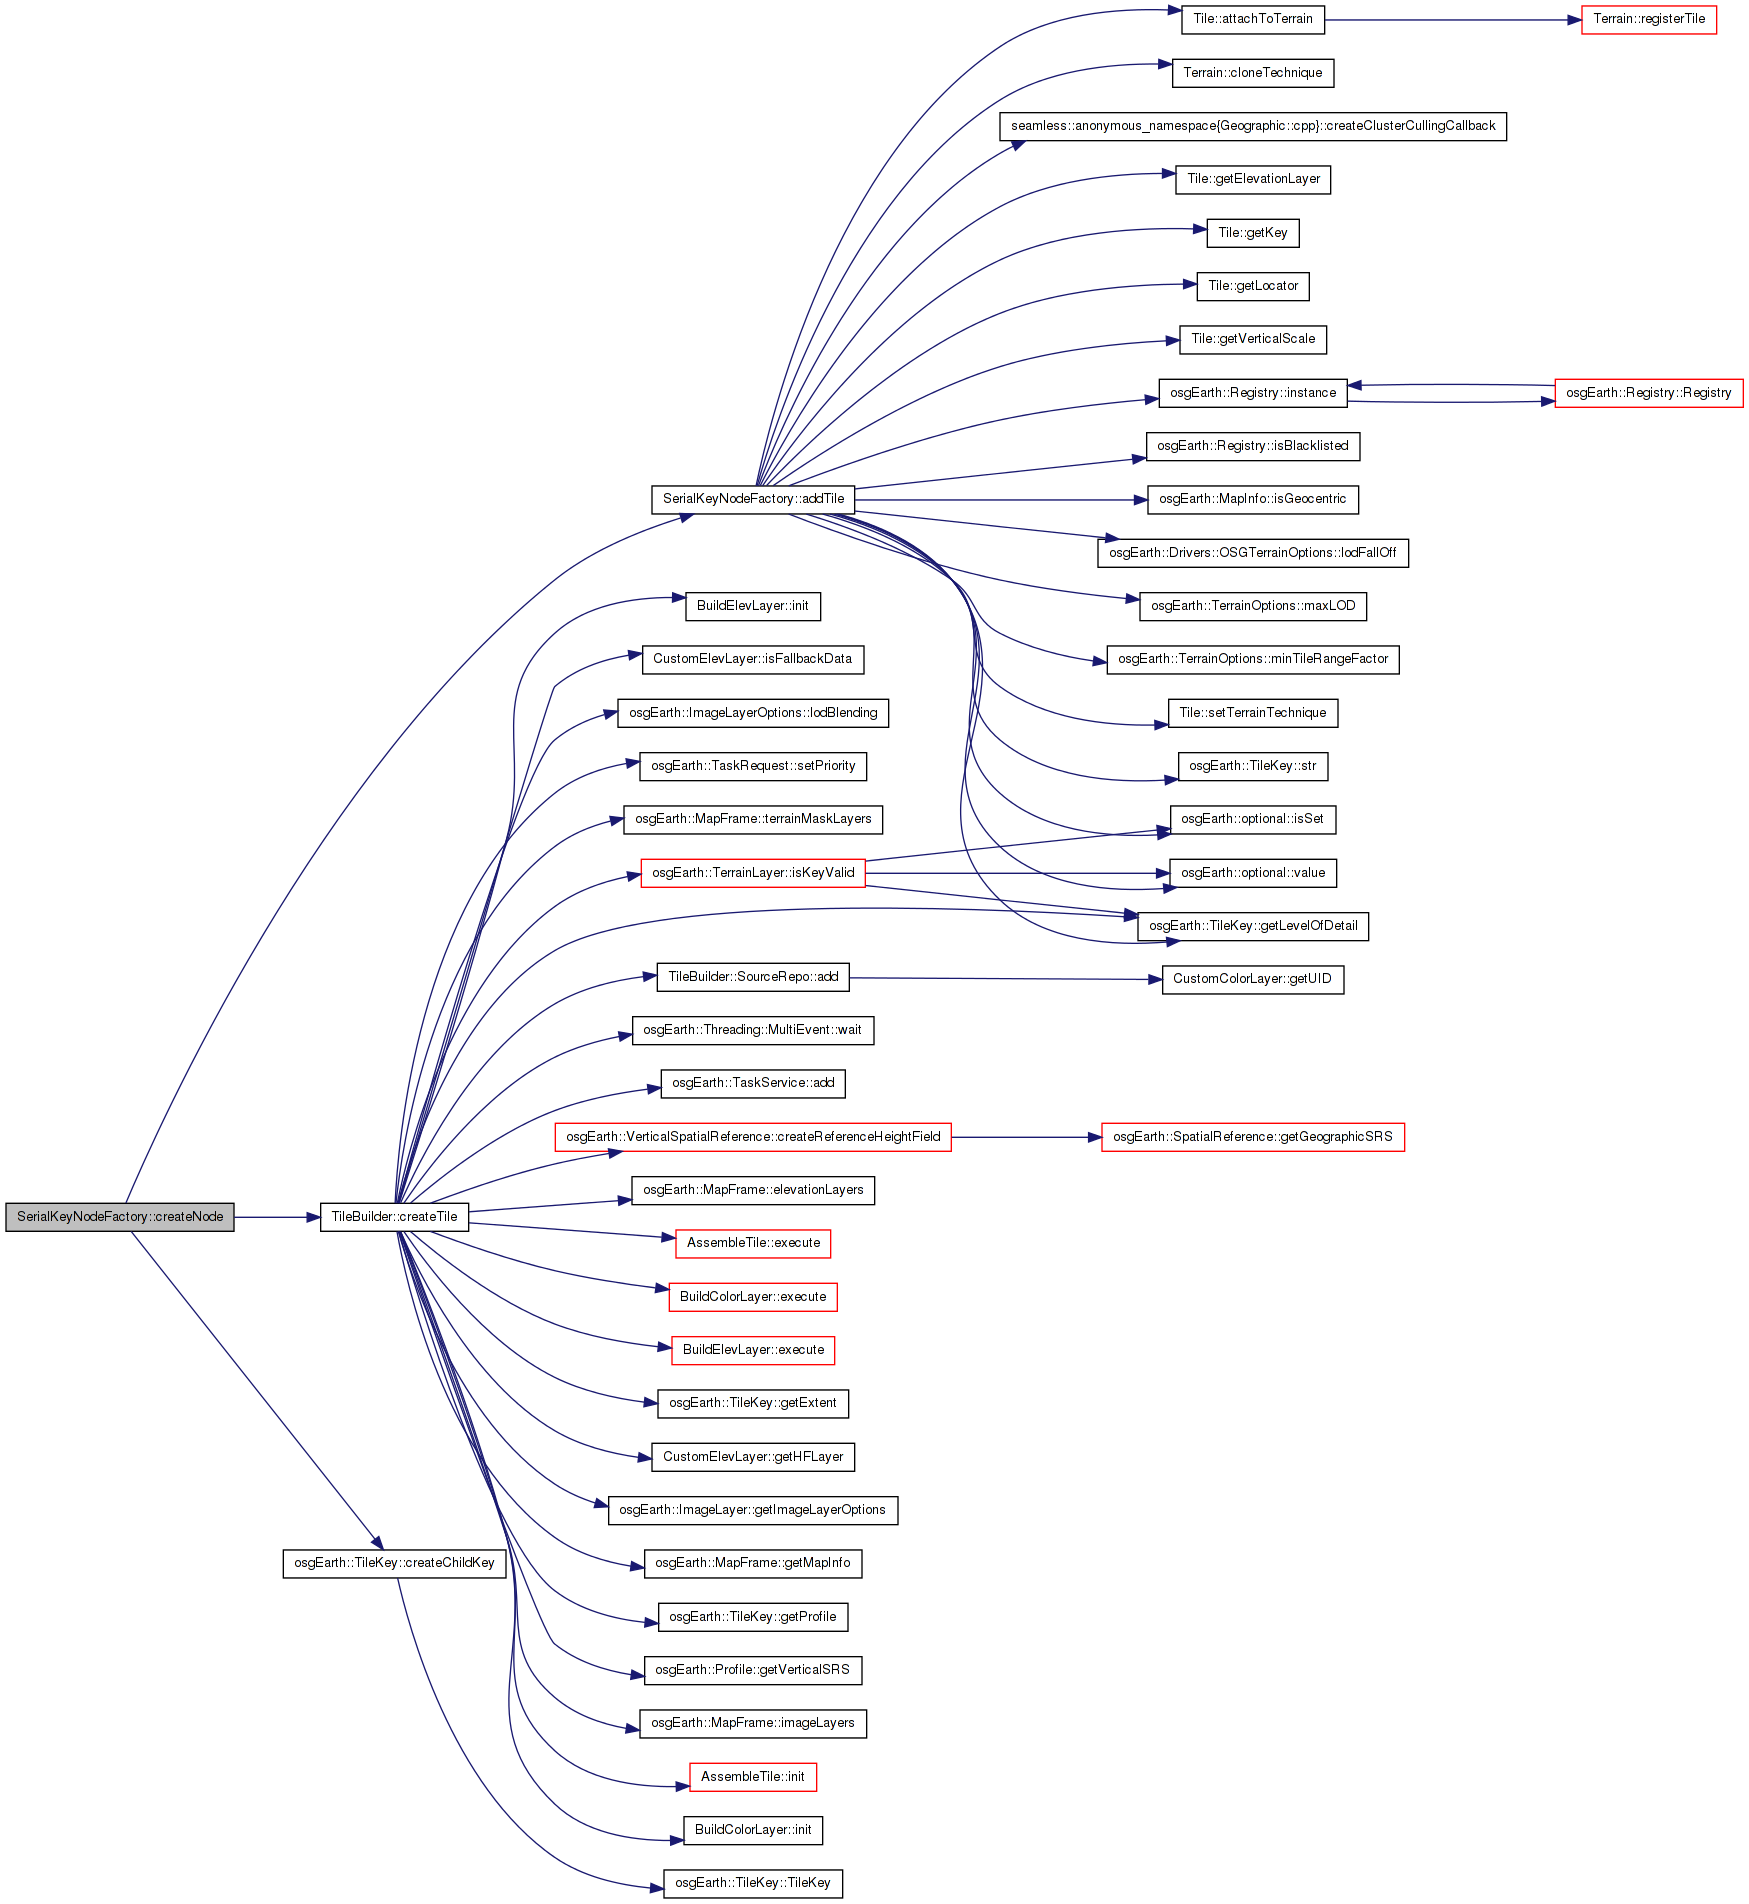 Tile::attachToTerrain
Terrain::registerTile
Terrain::cloneTechnique
seamless::anonymous_namespace{Geographic::cpp}::createClusterCullingCallback
Tile::getElevationLayer
Tile::getKey
Tile::getLocator
Tile::getVerticalScale
osgEarth::Registry::instance
osgEarth::Registry::Registry
osgEarth::Registry::isBlacklisted
SerialKeyNodeFactory::addTile
osgEarth::MapInfo::isGeocentric
osgEarth::Drivers::OSGTerrainOptions::lodFallOff
BuildElevLayer::init
osgEarth::TerrainOptions::maxLOD
CustomElevLayer::isFallbackData
osgEarth::TerrainOptions::minTileRangeFactor
osgEarth::ImageLayerOptions::lodBlending
Tile::setTerrainTechnique
osgEarth::TaskRequest::setPriority
osgEarth::TileKey::str
osgEarth::MapFrame::terrainMaskLayers
osgEarth::optional::isSet
osgEarth::TerrainLayer::isKeyValid
osgEarth::optional::value
osgEarth::TileKey::getLevelOfDetail
TileBuilder::SourceRepo::add
CustomColorLayer::getUID
osgEarth::Threading::MultiEvent::wait
osgEarth::TaskService::add
osgEarth::VerticalSpatialReference::createReferenceHeightField
osgEarth::SpatialReference::getGeographicSRS
osgEarth::MapFrame::elevationLayers
SerialKeyNodeFactory::createNode
TileBuilder::createTile
AssembleTile::execute
BuildColorLayer::execute
BuildElevLayer::execute
osgEarth::TileKey::getExtent
CustomElevLayer::getHFLayer
osgEarth::ImageLayer::getImageLayerOptions
osgEarth::TileKey::createChildKey
osgEarth::MapFrame::getMapInfo
osgEarth::TileKey::getProfile
osgEarth::Profile::getVerticalSRS
osgEarth::MapFrame::imageLayers
AssembleTile::init
BuildColorLayer::init
osgEarth::TileKey::TileKey